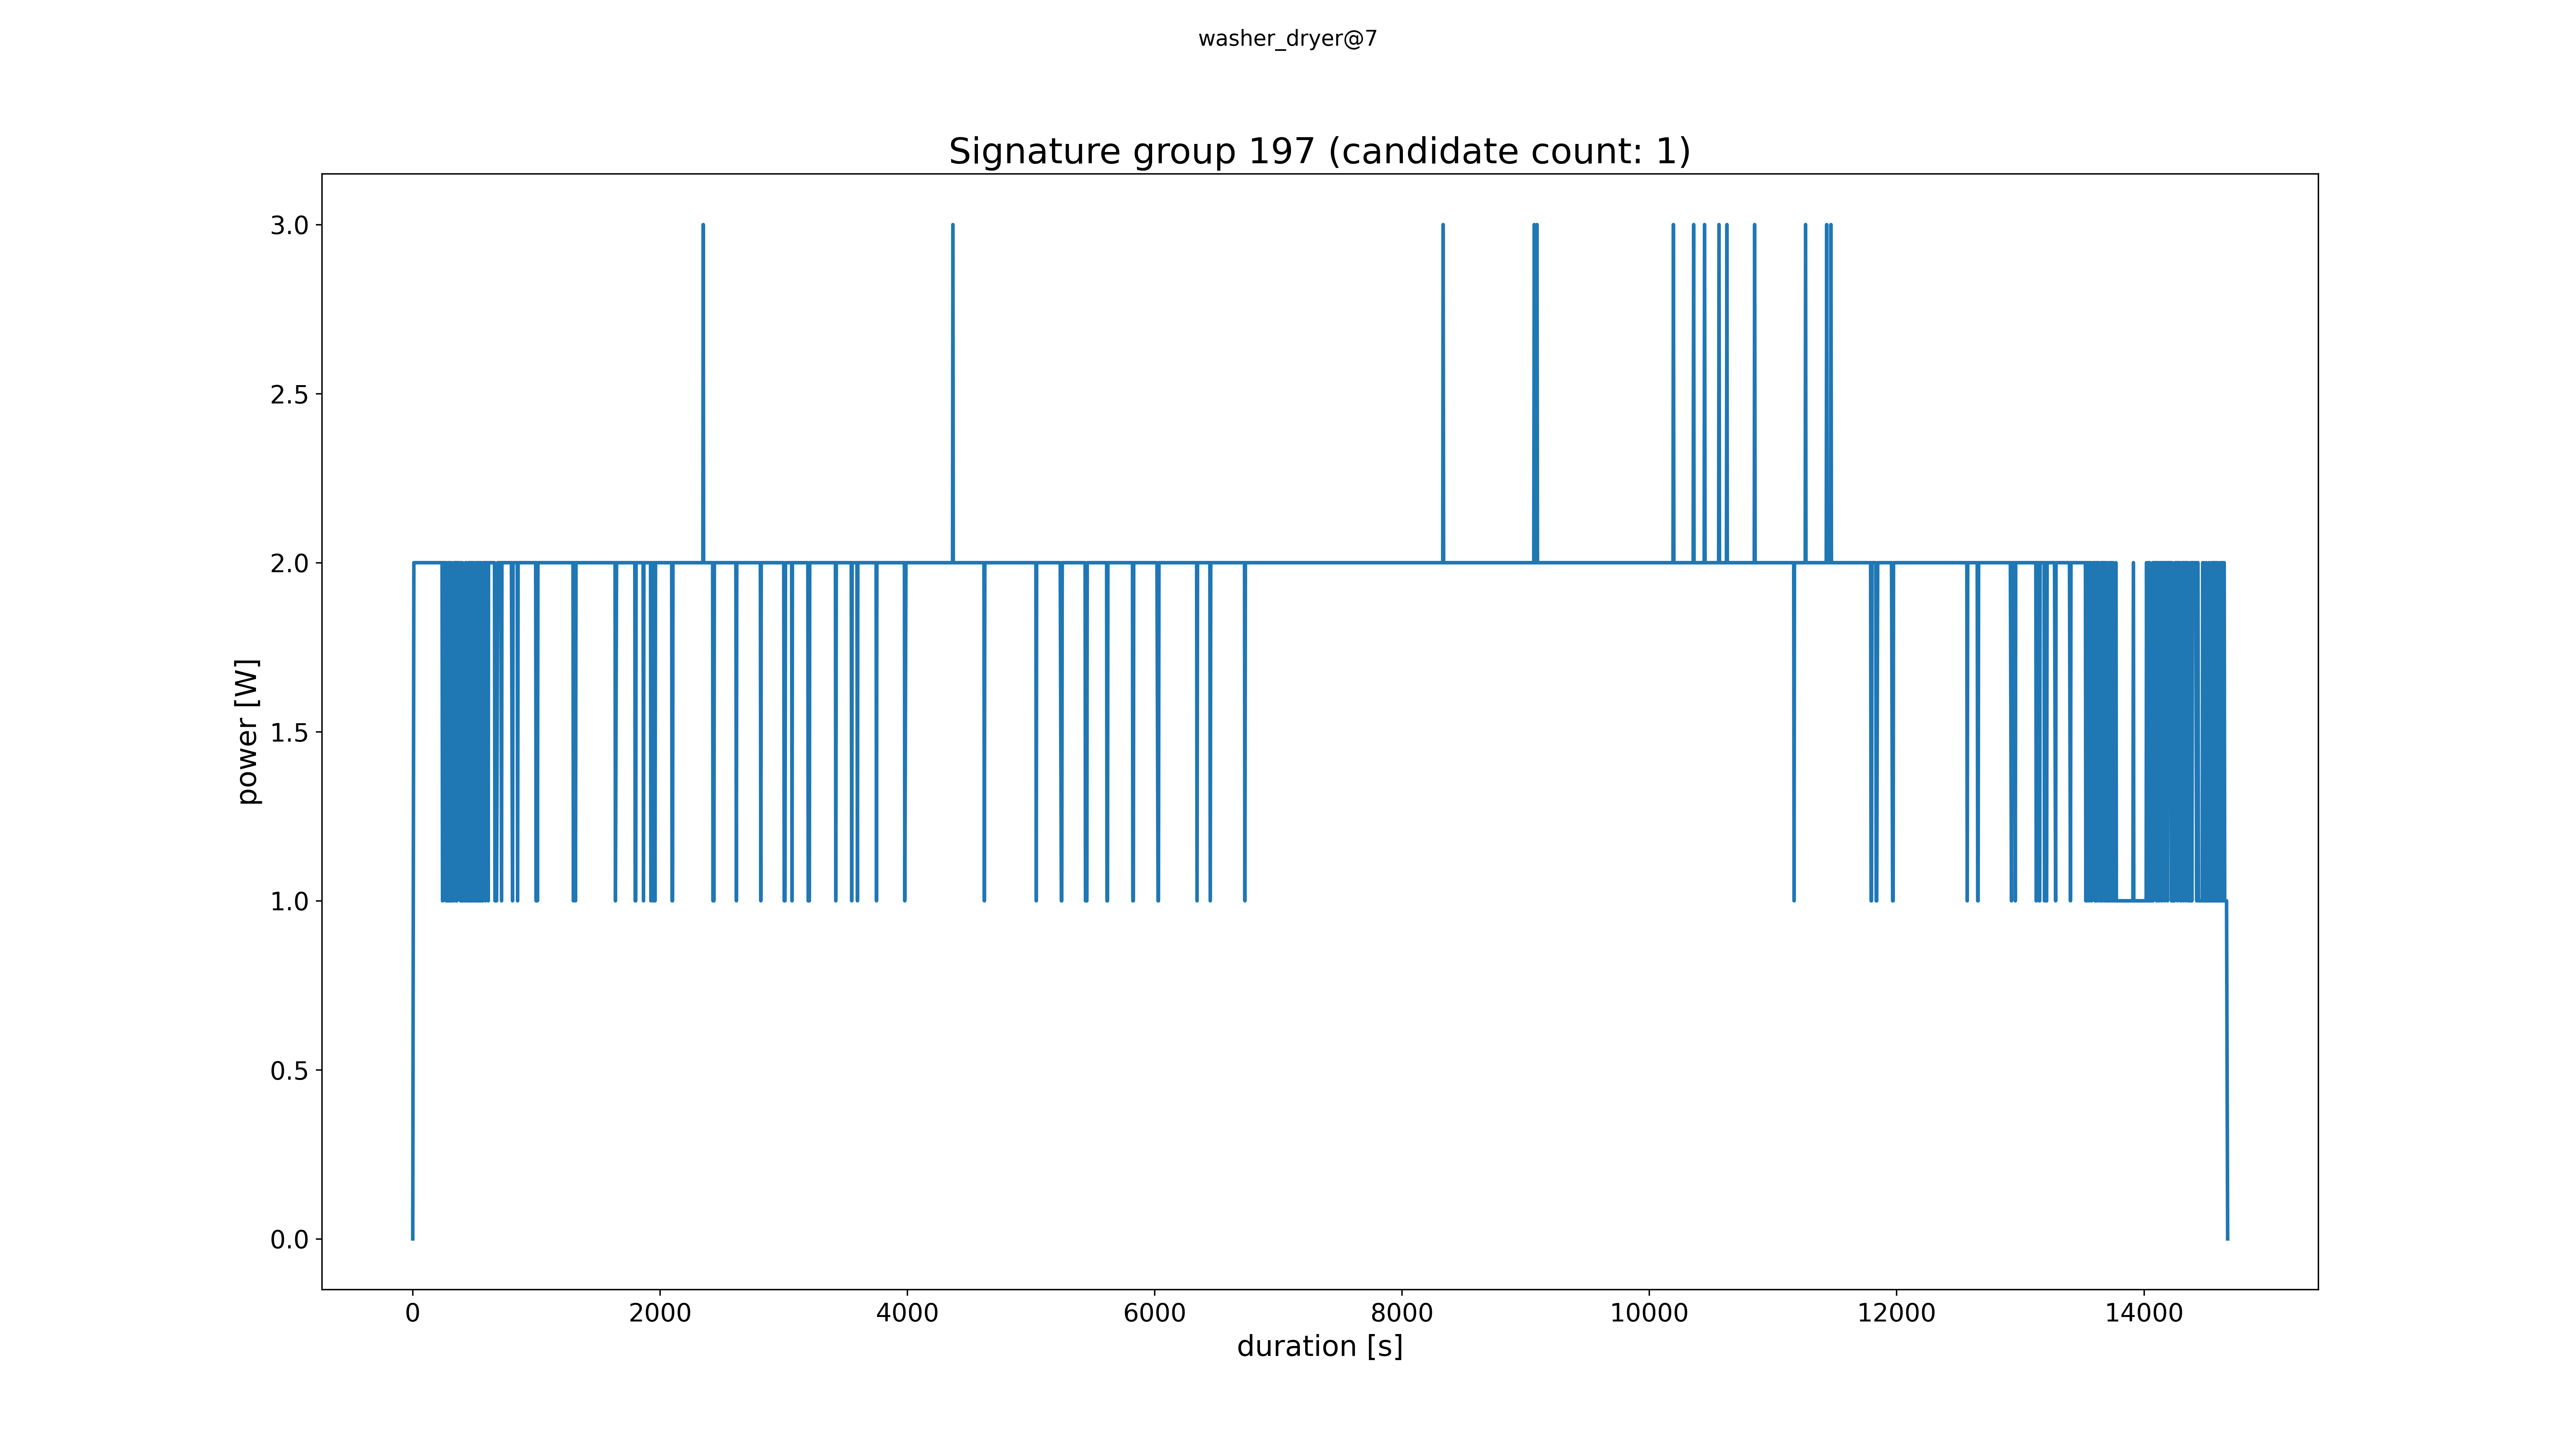 washer_dryer@7
Signature group 197 (candidate count: 1)
3.0
2.5
2.0
1.5
1.0
0.5
0.0
power [W]
0 2000 4000 6000 8000 10000 12000 14000
duration [s]